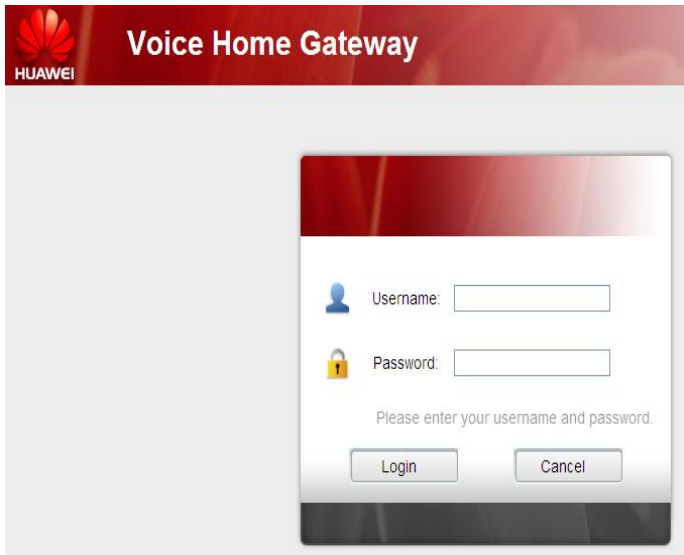 HUAWEI
Voice Home Gateway
Username:
Password:
Please enter your username and password.
Login
Cancel